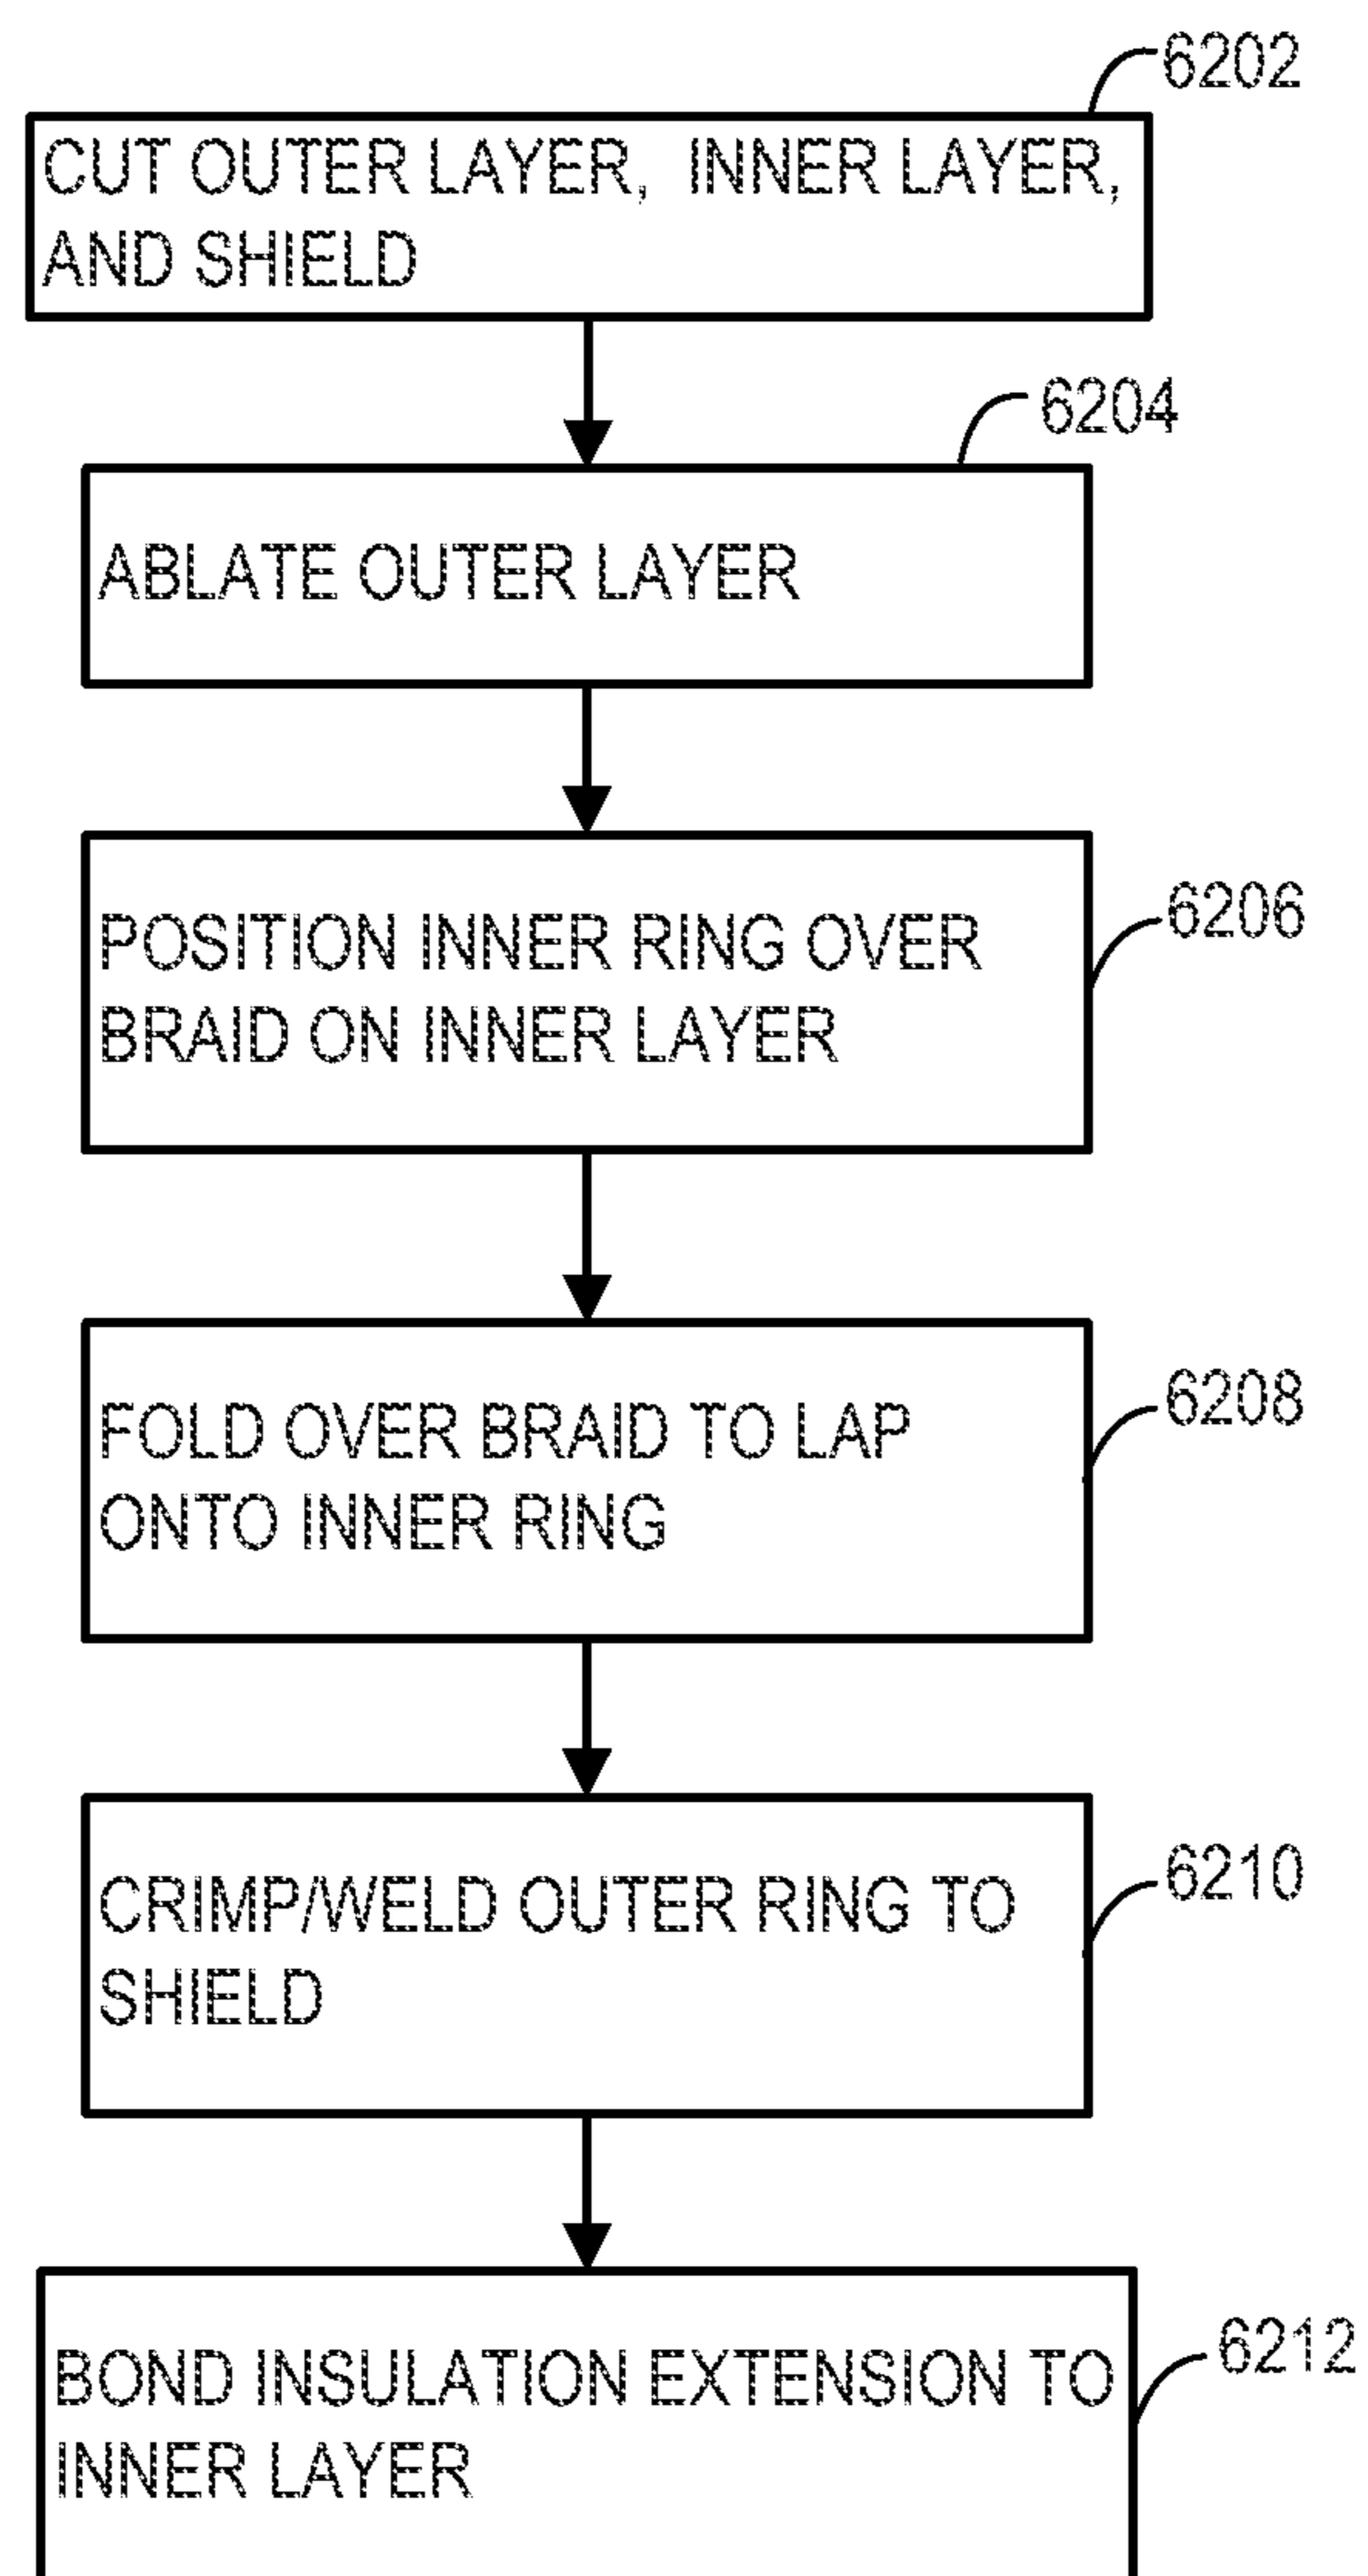 6202
CUT OUTER LAYER, INNER LAYER,
AND SHIELD
6204
ABLATE OUTER LAYER
6206
POSITION INNER RING OVER
BRAID ON INNER LAYER
6208
FOLD OVER BRAID TO LAP
ONTO INNER RING
6210
CRIMP/WELD OUTER RING TO
SHIELD
6212
BOND INSULATION EXTENSION TO
INNER LAYER